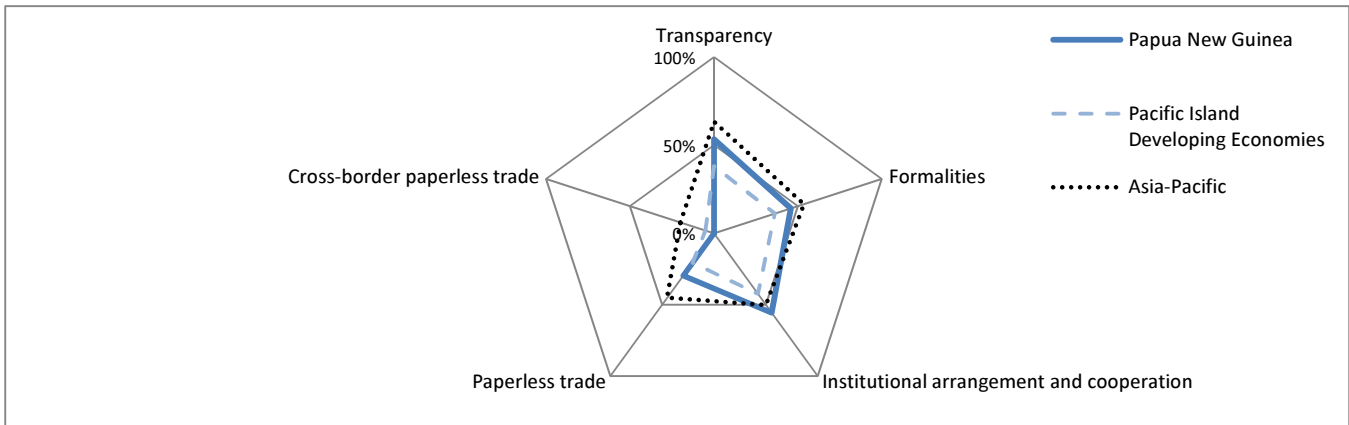 Transparency
100%
50%
0%
Formalities
Institutional arrangement and cooperation
Paperless trade
Cross-border paperless trade
Papua New Guinea
Pacific Island
Developing Economies
Asia-Pacific